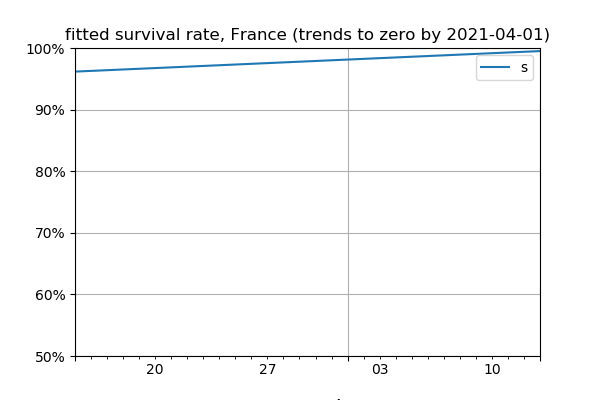 fitted survival rate, France (trends to zero by 2021-04-01)
100%
s
90%
80%
70%
60%
50%
20 27 03 10